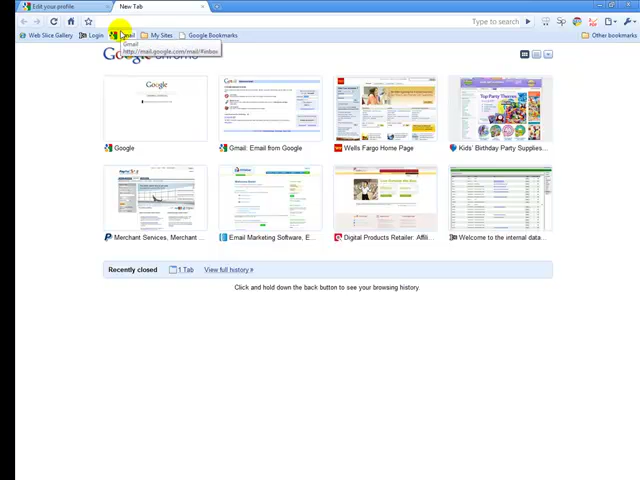 Edit your profile
New Tab
Type to search
Web Slice Gallery
Login
My Sites
Google Bookmarks
Other bookmarks
Gmail
http://mail.google.com/mail/#inbox
Google
Gmail: Email from Google
Wells Fargo Home Page
Kids' Birthday Party Supplies...
Top Party Themes
Merchant Services, Merchant ...
Email Marketing Software, E...
Digital Products Retailer: Affili...
Welcome to the internal data...
Recently closed
1 Tab
View full history »
Click and hold down the back button to see your browsing history.